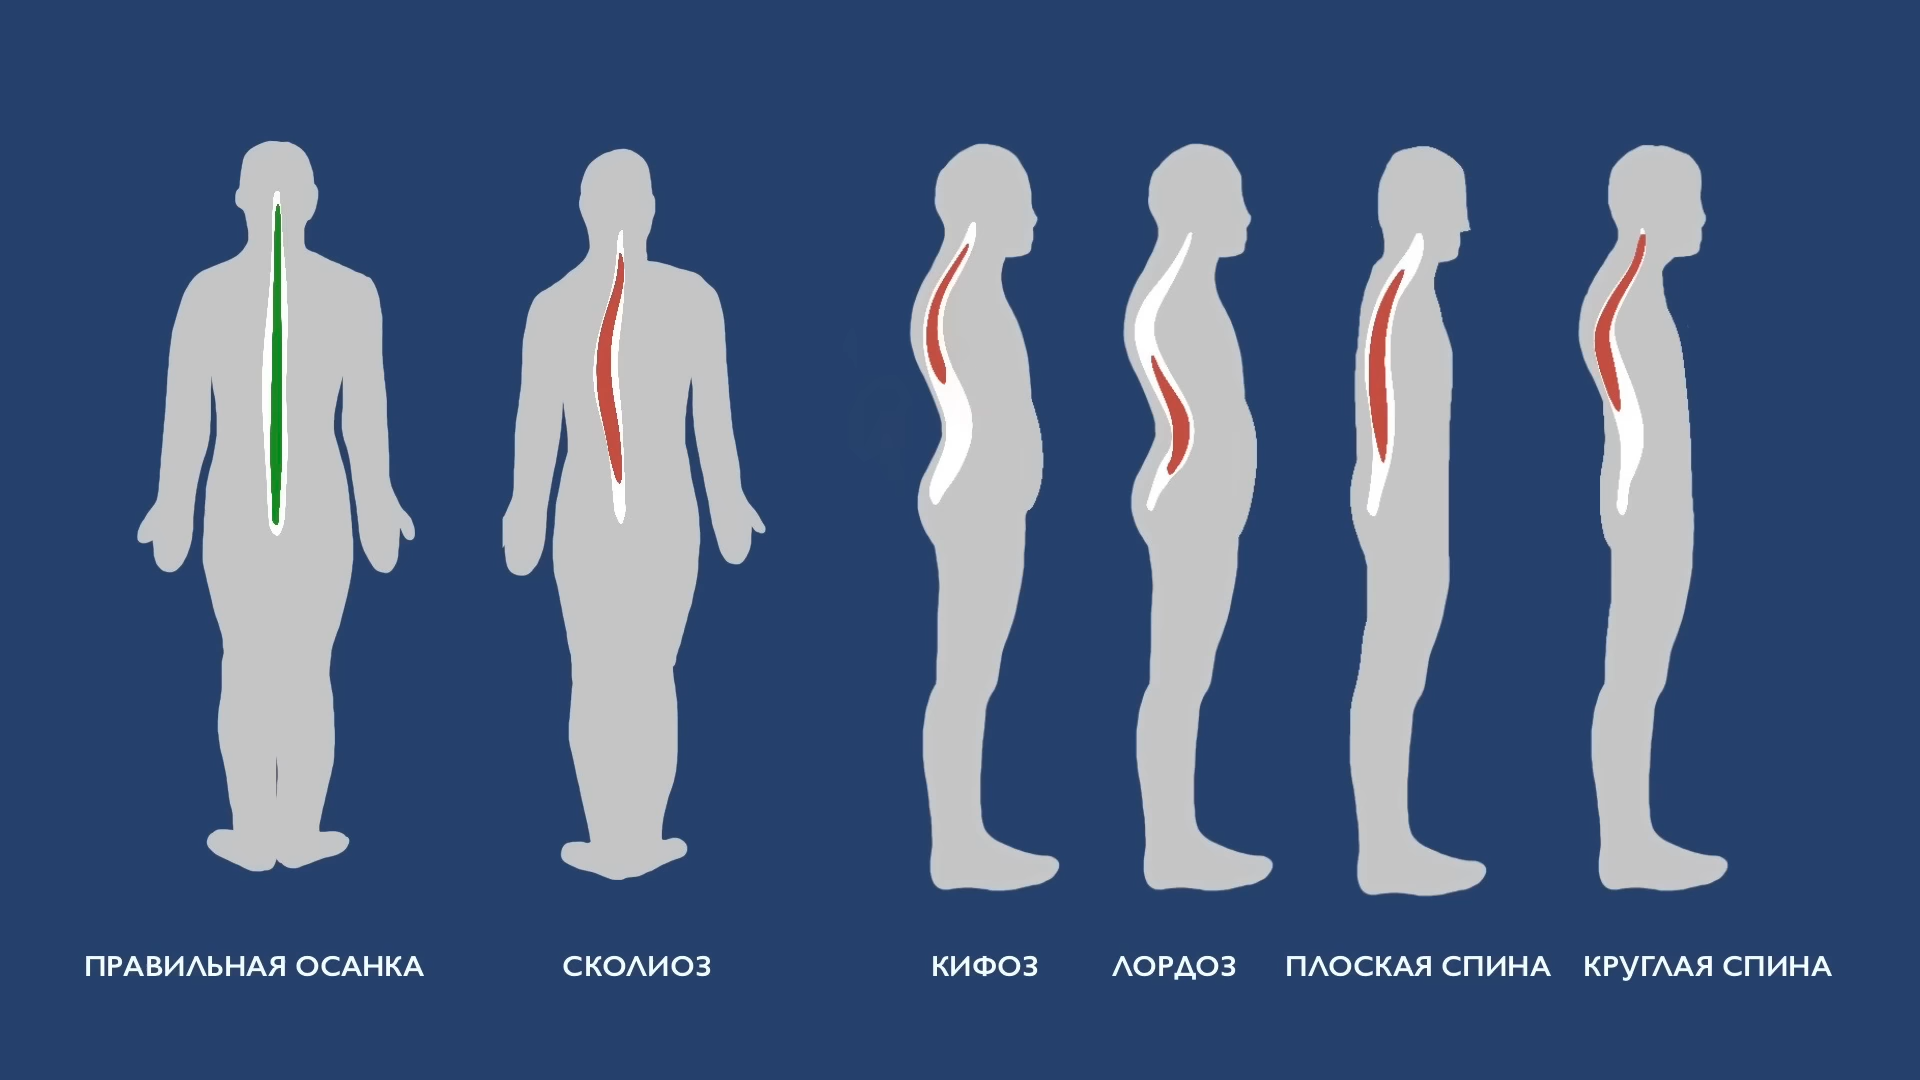 ПРАВИЛЬНАЯ ОСАНКА
СКОЛИОЗ
КИФОЗ
ЛОРДОЗ
ПЛОСКАЯ СПИНА
КРУГЛАЯ СПИНА